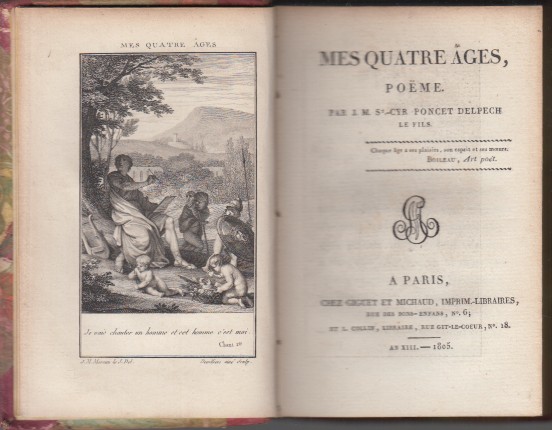 MES QUATRE ÂGES
Je vais chanter un homme et cet homme c'est moi
Chant 1er
MES QUATRE ÂGES,
POËME.
PAR J. M. St.-CYR PONCET DELPECH
LE FILS.
Chaque âge a ses plaisirs, son esprit et ses mœurs.
BOILEAU, Art poët.
A PARIS,
CHEZ GIGUET ET MICHAUD, IMPRIM.-LIBRAIRES,
RUE DES BONS-ENFANS, N°. 6;
ET L. COLLIN, LIBRAIRE, RUE GIT-LE-COEUR, N°. 18.
AN XIII.—1805.